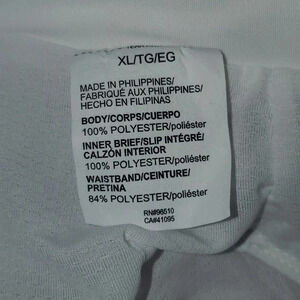 XL/TG/EG
MADE IN PHILIPPINES/
FABRIQUÉ AUX PHILIPPINES/
HECHO EN FILIPINAS
BODY/CORPS/CUERPO
100% POLYESTER/poliéster
INNER BRIEF/SLIP INTÉGRÉ/
CALZÓN INTERIOR
100% POLYESTER/poliéster
WAISTBAND/CEINTURE/
PRETINA
84% POLYESTER/poliéster
RN#96510
CA#41095